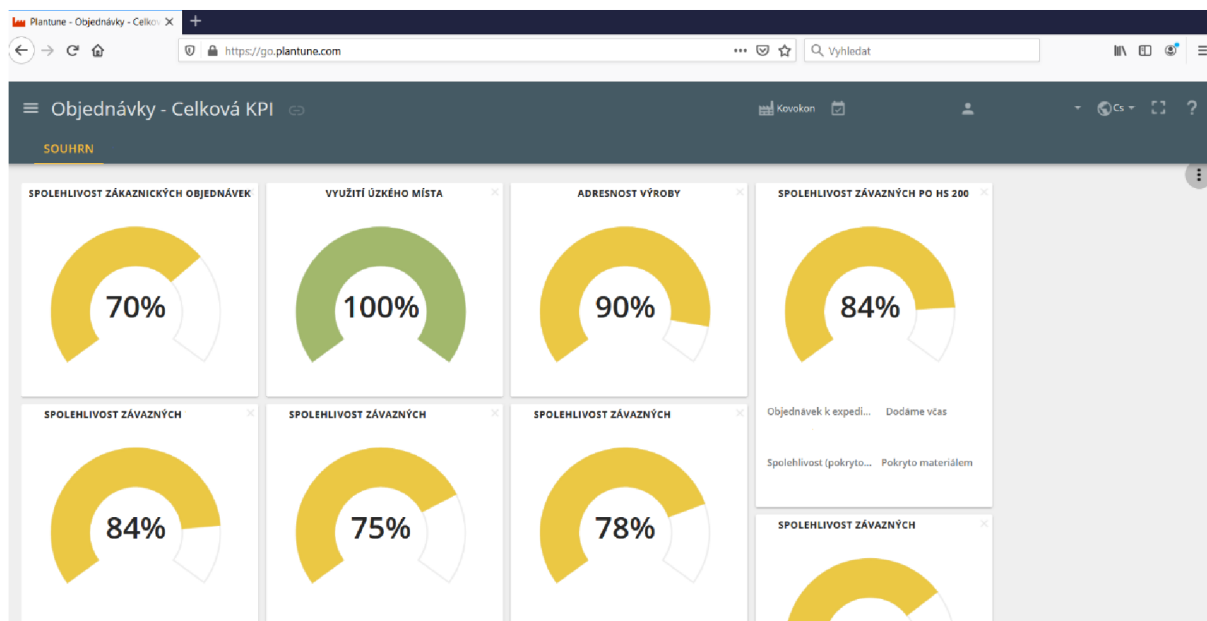 Plantune - Objednávky - Celkov
https://go.plantune.com
Vyhledat
Objednávky - Celková KPI
Kovokon
Cs
SOUHRN
SPOLEHLIVOST ZÁKAZNICKÝCH OBJEDNÁVEK
70%
VYUŽITÍ ÚZKÉHO MÍSTA
100%
ADRESNOST VÝROBY
90%
SPOLEHLIVOST ZÁVAZNÝCH PO HS 200
84%
Objednávek k expedi... Dodáme včas
Spolehlivost (pokryto... Pokryto materiálem
SPOLEHLIVOST ZÁVAZNÝCH
84%
SPOLEHLIVOST ZÁVAZNÝCH
75%
SPOLEHLIVOST ZÁVAZNÝCH
78%
SPOLEHLIVOST ZÁVAZNÝCH